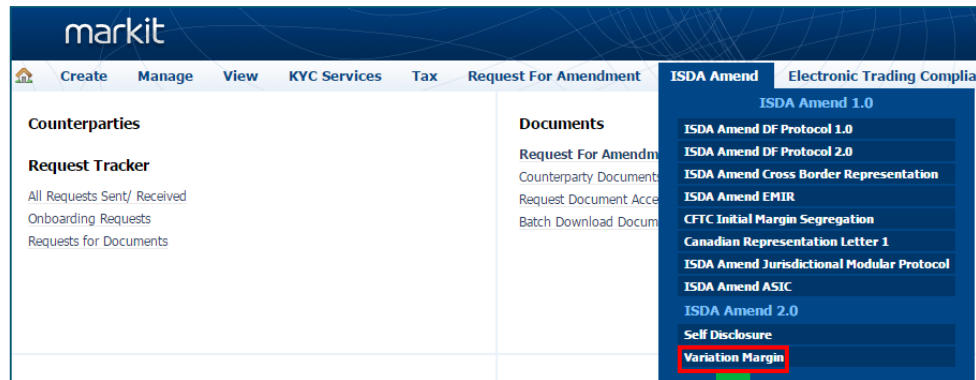 markit
Create Manage View KYC Services Tax Request For Amendment ISDA Amend Electronic Trading Complia
Counterparties
Request Tracker
All Requests Sent/ Received
Onboarding Requests
Requests for Documents
Documents
Request For Amendm
Counterparty Documents
Request Document Acce
Batch Download Docum
ISDA Amend 1.0
ISDA Amend DF Protocol 1.0
ISDA Amend DF Protocol 2.0
ISDA Amend Cross Border Representation
ISDA Amend EMIR
CFTC Initial Margin Segregation
Canadian Representation Letter 1
ISDA Amend Jurisdictional Modular Protocol
ISDA Amend ASIC
ISDA Amend 2.0
Self Disclosure
Variation Margin